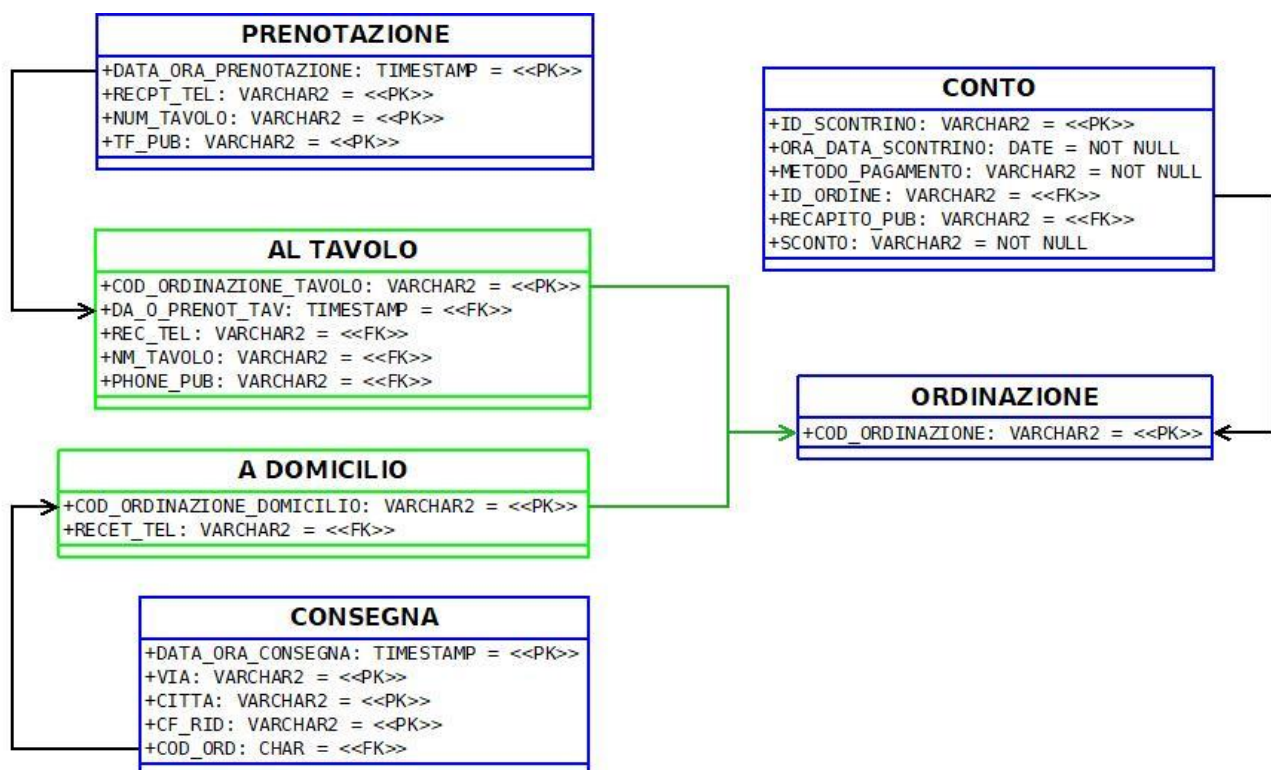 PRENOTAZIONE
+DATA_ORA_PRENOTAZIONE: TIMESTAMP = <<PK>>
+RECPT_TEL: VARCHAR2 = <<PK>>
+NUM_TAVOLO: VARCHAR2 = <<PK>>
+TF_PUB: VARCHAR2 = <<PK>>
CONTO
+ID_SCONTRINO: VARCHAR2 = <<PK>>
+ORA_DATA_SCONTRINO: DATE = NOT NULL
+METODO_PAGAMENTO: VARCHAR2 = NOT NULL
+ID_ORDINE: VARCHAR2 = <<FK>>
+RECAPITO_PUB: VARCHAR2 = <<FK>>
+SCONTO: VARCHAR2 = NOT NULL
AL TAVOLO
+COD_ORDINAZIONE_TAVOLO: VARCHAR2 = <<PK>>
+DA_O_PRENOT_TAV: TIMESTAMP = <<FK>>
+REC_TEL: VARCHAR2 = <<FK>>
+NM_TAVOLO: VARCHAR2 = <<FK>>
+PHONE_PUB: VARCHAR2 = <<FK>>
ORDINAZIONE
+COD_ORDINAZIONE: VARCHAR2 = <<PK>>
A DOMICILIO
+COD_ORDINAZIONE_DOMICILIO: VARCHAR2 = <<PK>>
+RECET_TEL: VARCHAR2 = <<FK>>
CONSEGNA
+DATA_ORA_CONSEGNA: TIMESTAMP = <<PK>>
+VIA: VARCHAR2 = <<PK>>
+CITTA: VARCHAR2 = <<PK>>
+CF_RID: VARCHAR2 = <<PK>>
+COD_ORD: CHAR = <<FK>>